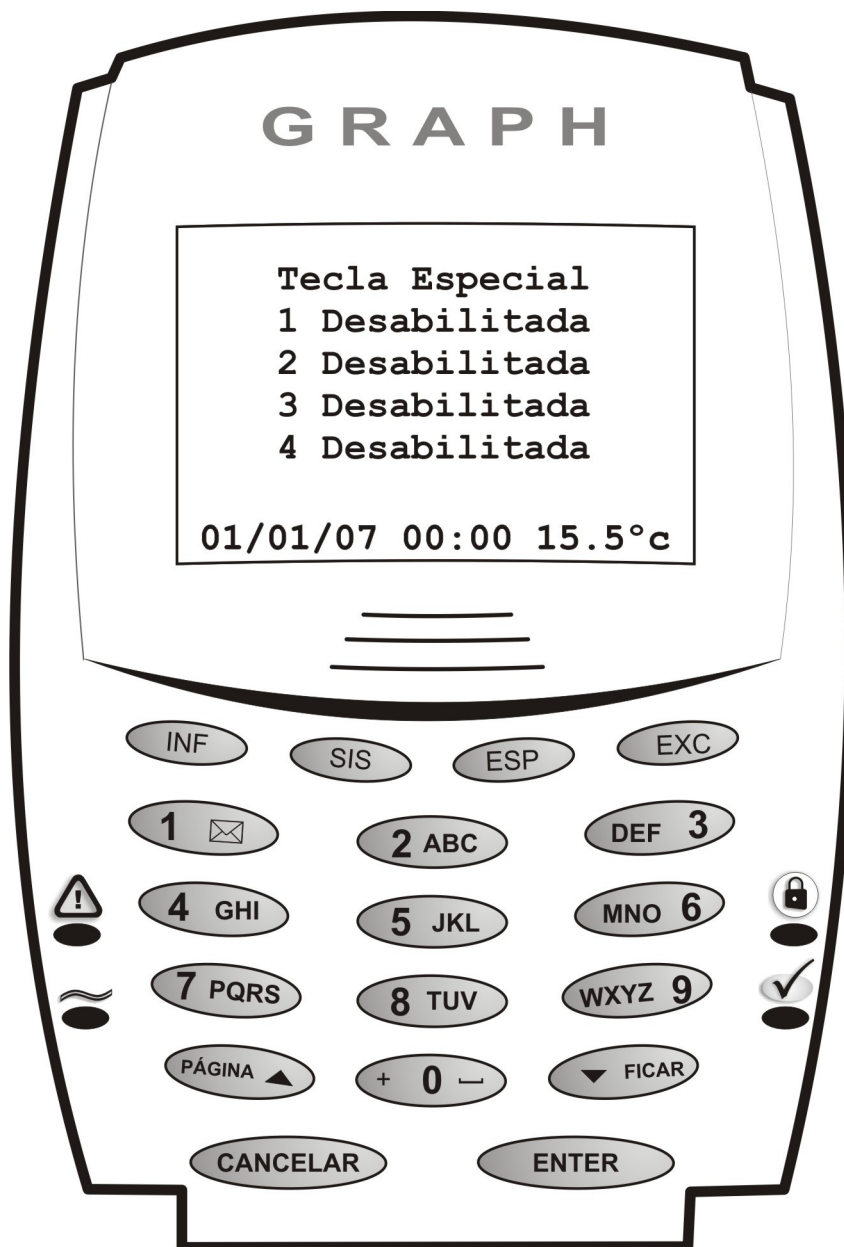 GRAPH
Tecla Especial
1 Desabilitada
2 Desabilitada
3 Desabilitada
4 Desabilitada
01/01/07 00:00 15.5°c
INF SIS ESP EXC
1 2 ABC DEF 3
4 GHI 5 JKL MNO 6
7 PQRS 8 TUV WXYZ 9
PÁGINA + 0 FICAR
CANCELAR ENTER